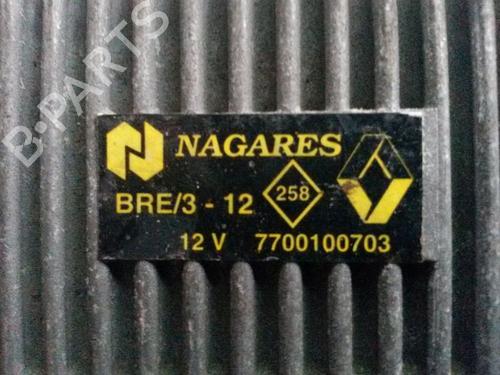 B-PARTS
NAGARES
BRE/3 - 12
258
12 V 7700100703